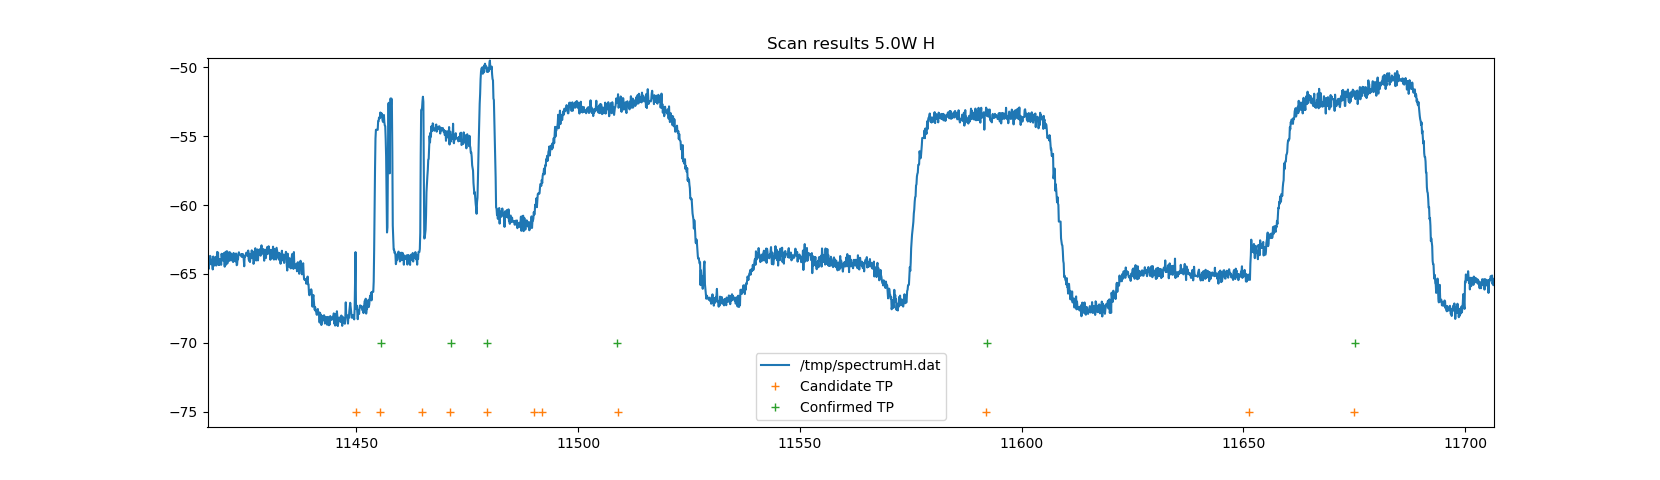 Scan results 5.0W H
−50
−55
−60
−65
−70
−75
/tmp/spectrumH.dat
Candidate TP
Confirmed TP
11450 11500 11550 11600 11650 11700